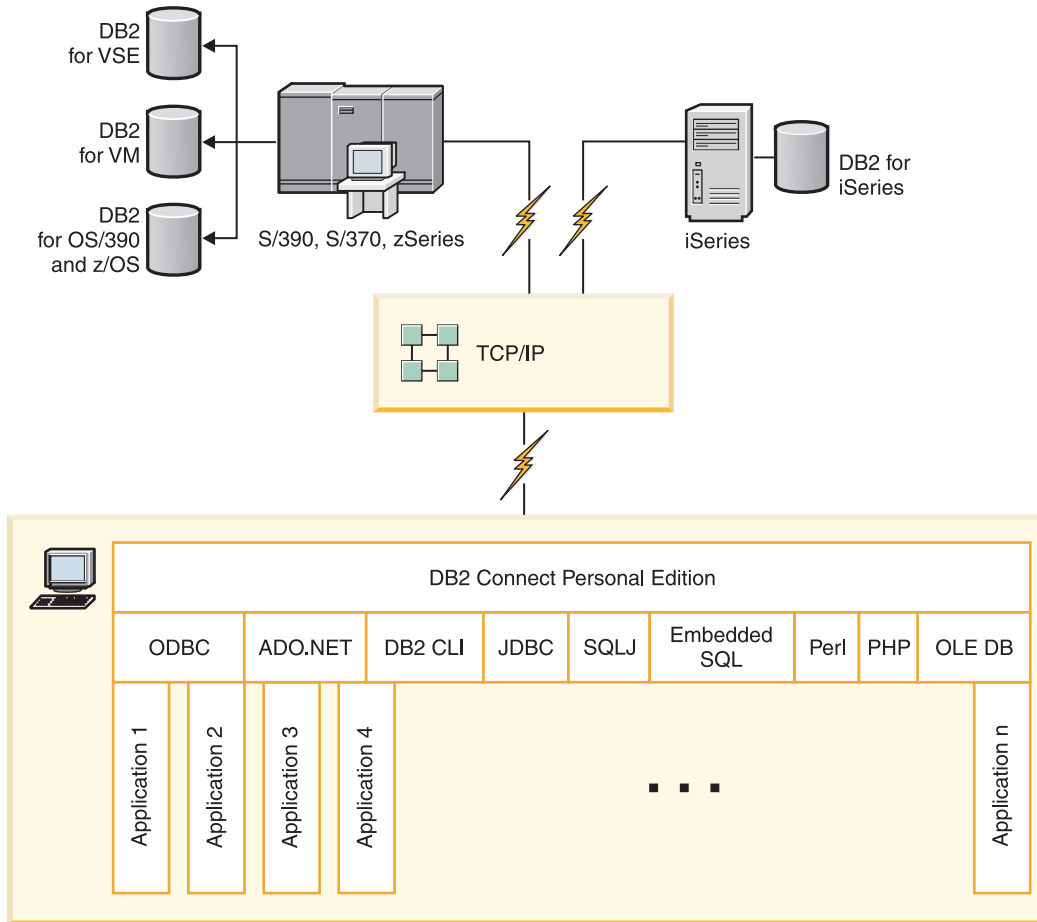 DB2
for VSE
DB2
for VM
DB2
for OS/390
and z/OS
S/390, S/370, zSeries
iSeries
DB2 for
iSeries
TCP/IP
DB2 Connect Personal Edition
ODBC
ADO.NET
DB2 CLI
JDBC
SQLJ
Embedded
SQL
Perl
PHP
OLE DB
Application 1
Application 2
Application 3
Application 4
Application n